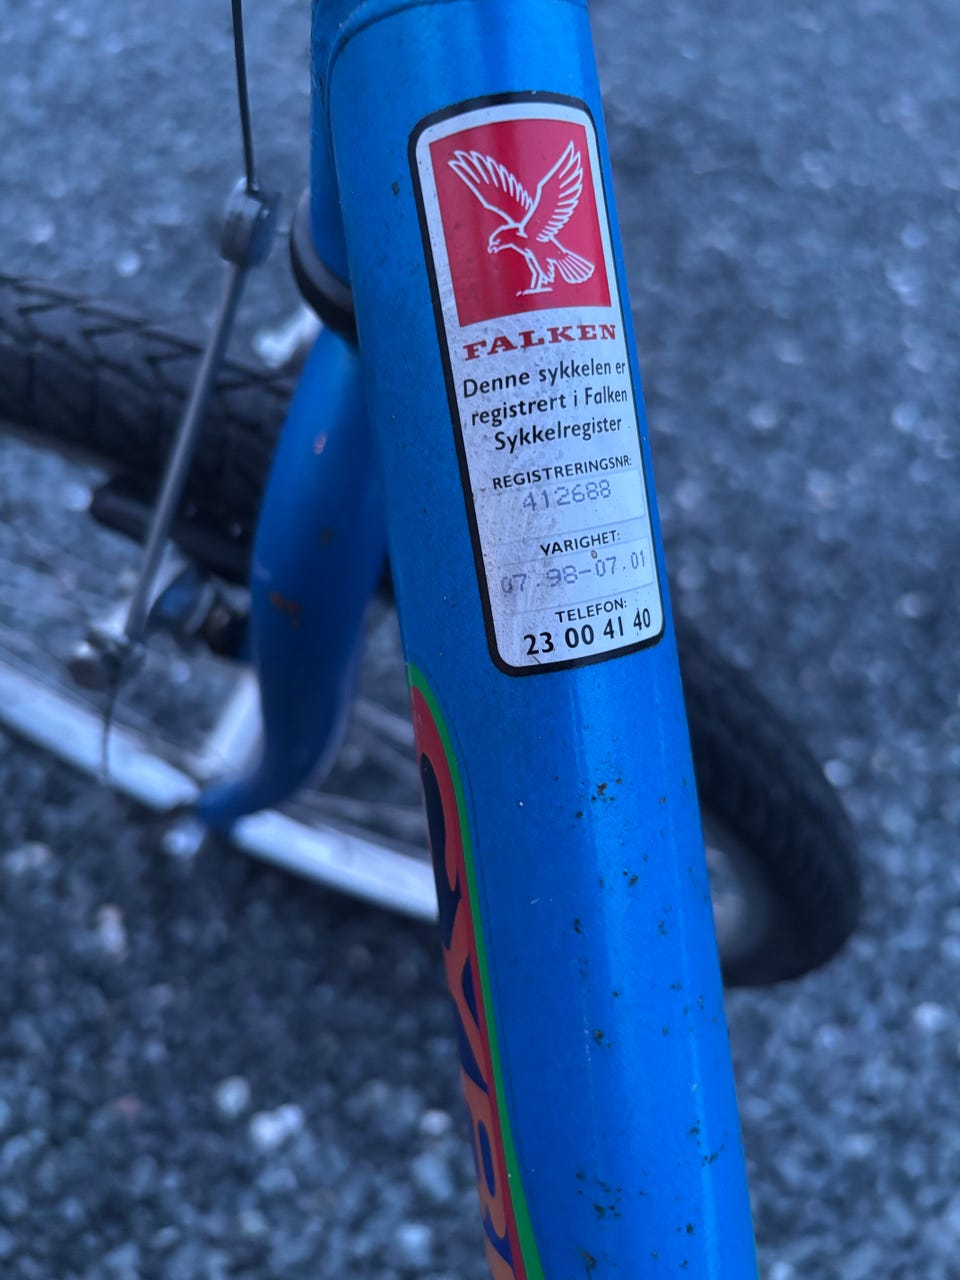 FALKEN
Denne sykkelen er
registrert i Falken
Sykkelregister
REGISTRERINGSNR:
412688
VARIGHET:
07.98-07.01
TELEFON:
23 00 41 40